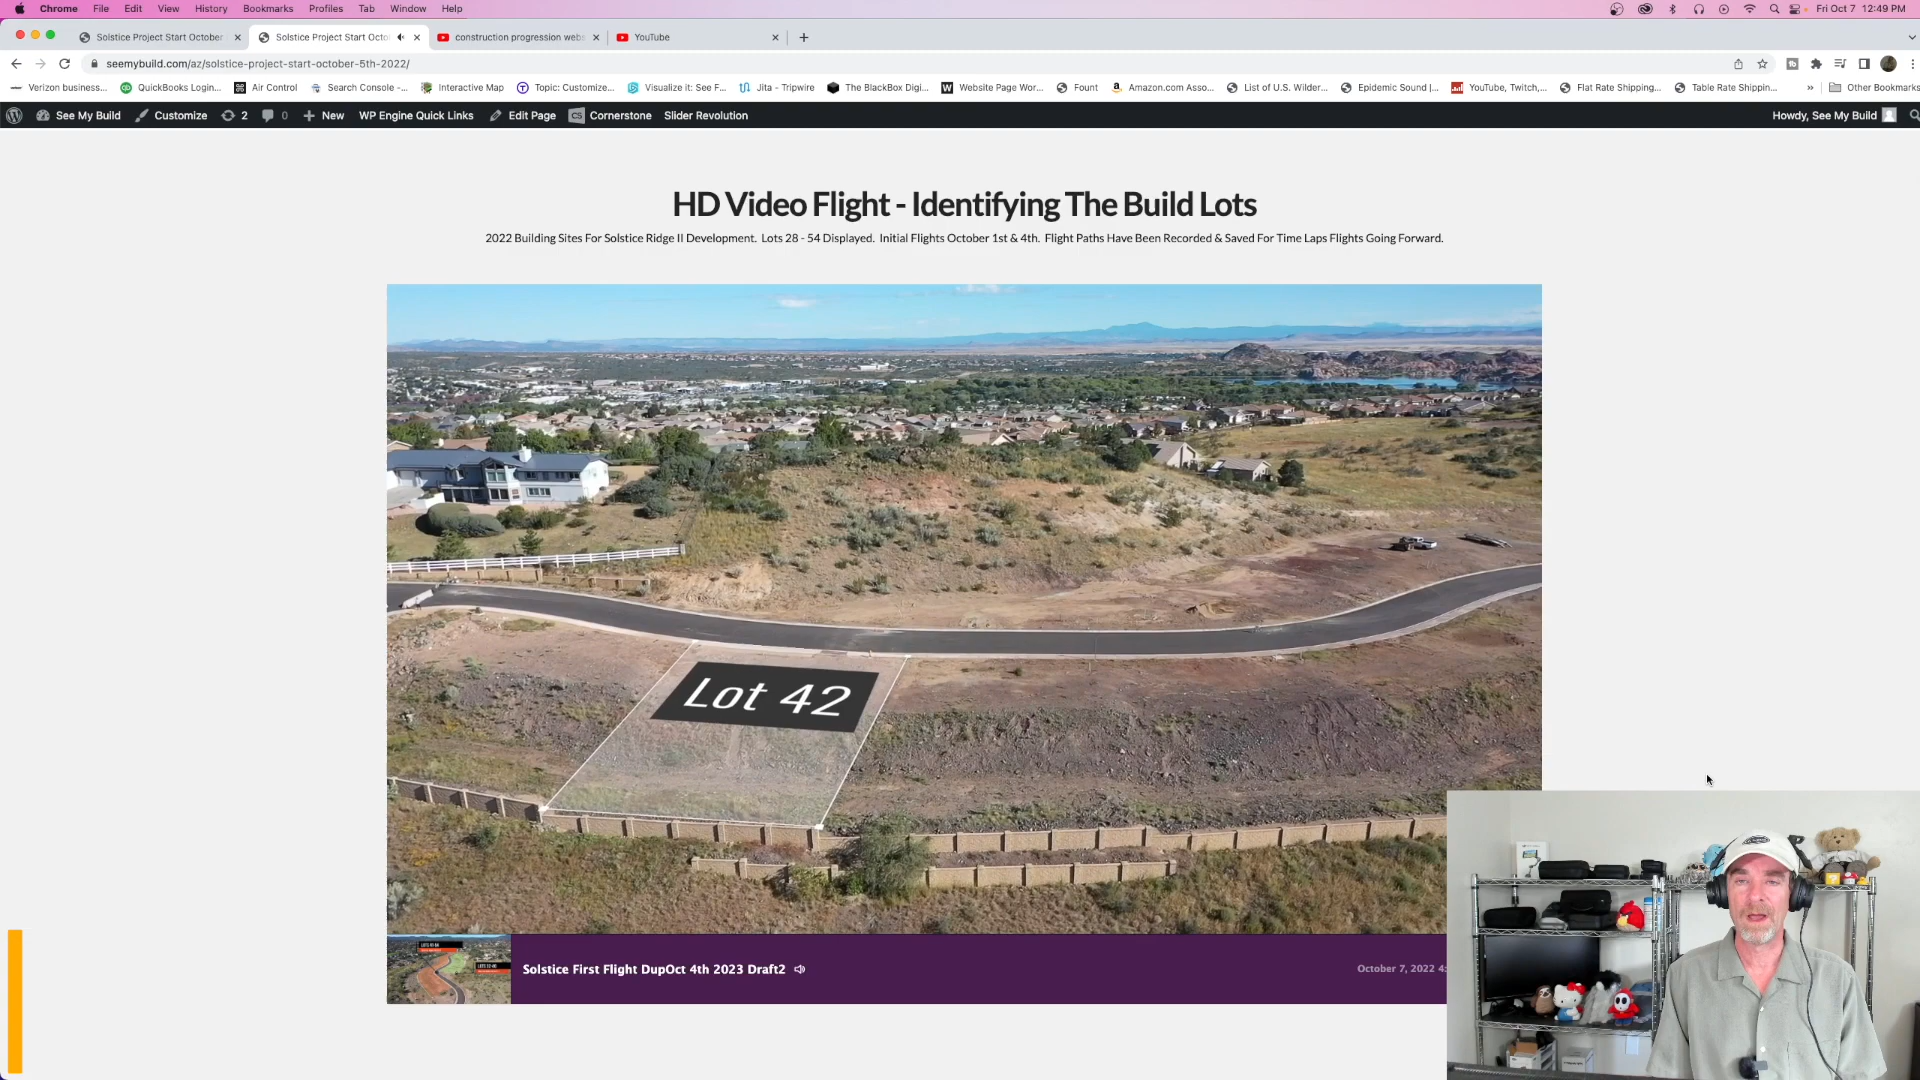 Chrome File Edit View History Bookmarks Profiles Tab Window Help Fri Oct 7 12:49 PM
Solstice Project Start October Solstice Project Start Octo construction progression web YouTube
seemybuild.com/az/solstice-project-start-october-5th-2022/
Verizon business... QuickBooks Login... Air Control Search Console -... Interactive Map Topic: Customize... Visualize it: See F... Jita - Tripwire The BlackBox Digi... Website Page Wor... Fount Amazon.com Asso... List of U.S. Wilder... Epidemic Sound |... YouTube, Twitch,... Flat Rate Shipping... Table Rate Shippin... » Other Bookmarks
See My Build Customize 2 0 New WP Engine Quick Links Edit Page CS Cornerstone Slider Revolution Howdy, See My Build
HD Video Flight - Identifying The Build Lots
2022 Building Sites For Solstice Ridge II Development. Lots 28 - 54 Displayed. Initial Flights October 1st & 4th. Flight Paths Have Been Recorded & Saved For Time Laps Flights Going Forward.
Lot 42
Solstice First Flight DupOct 4th 2023 Draft2
October 7, 2022 4: